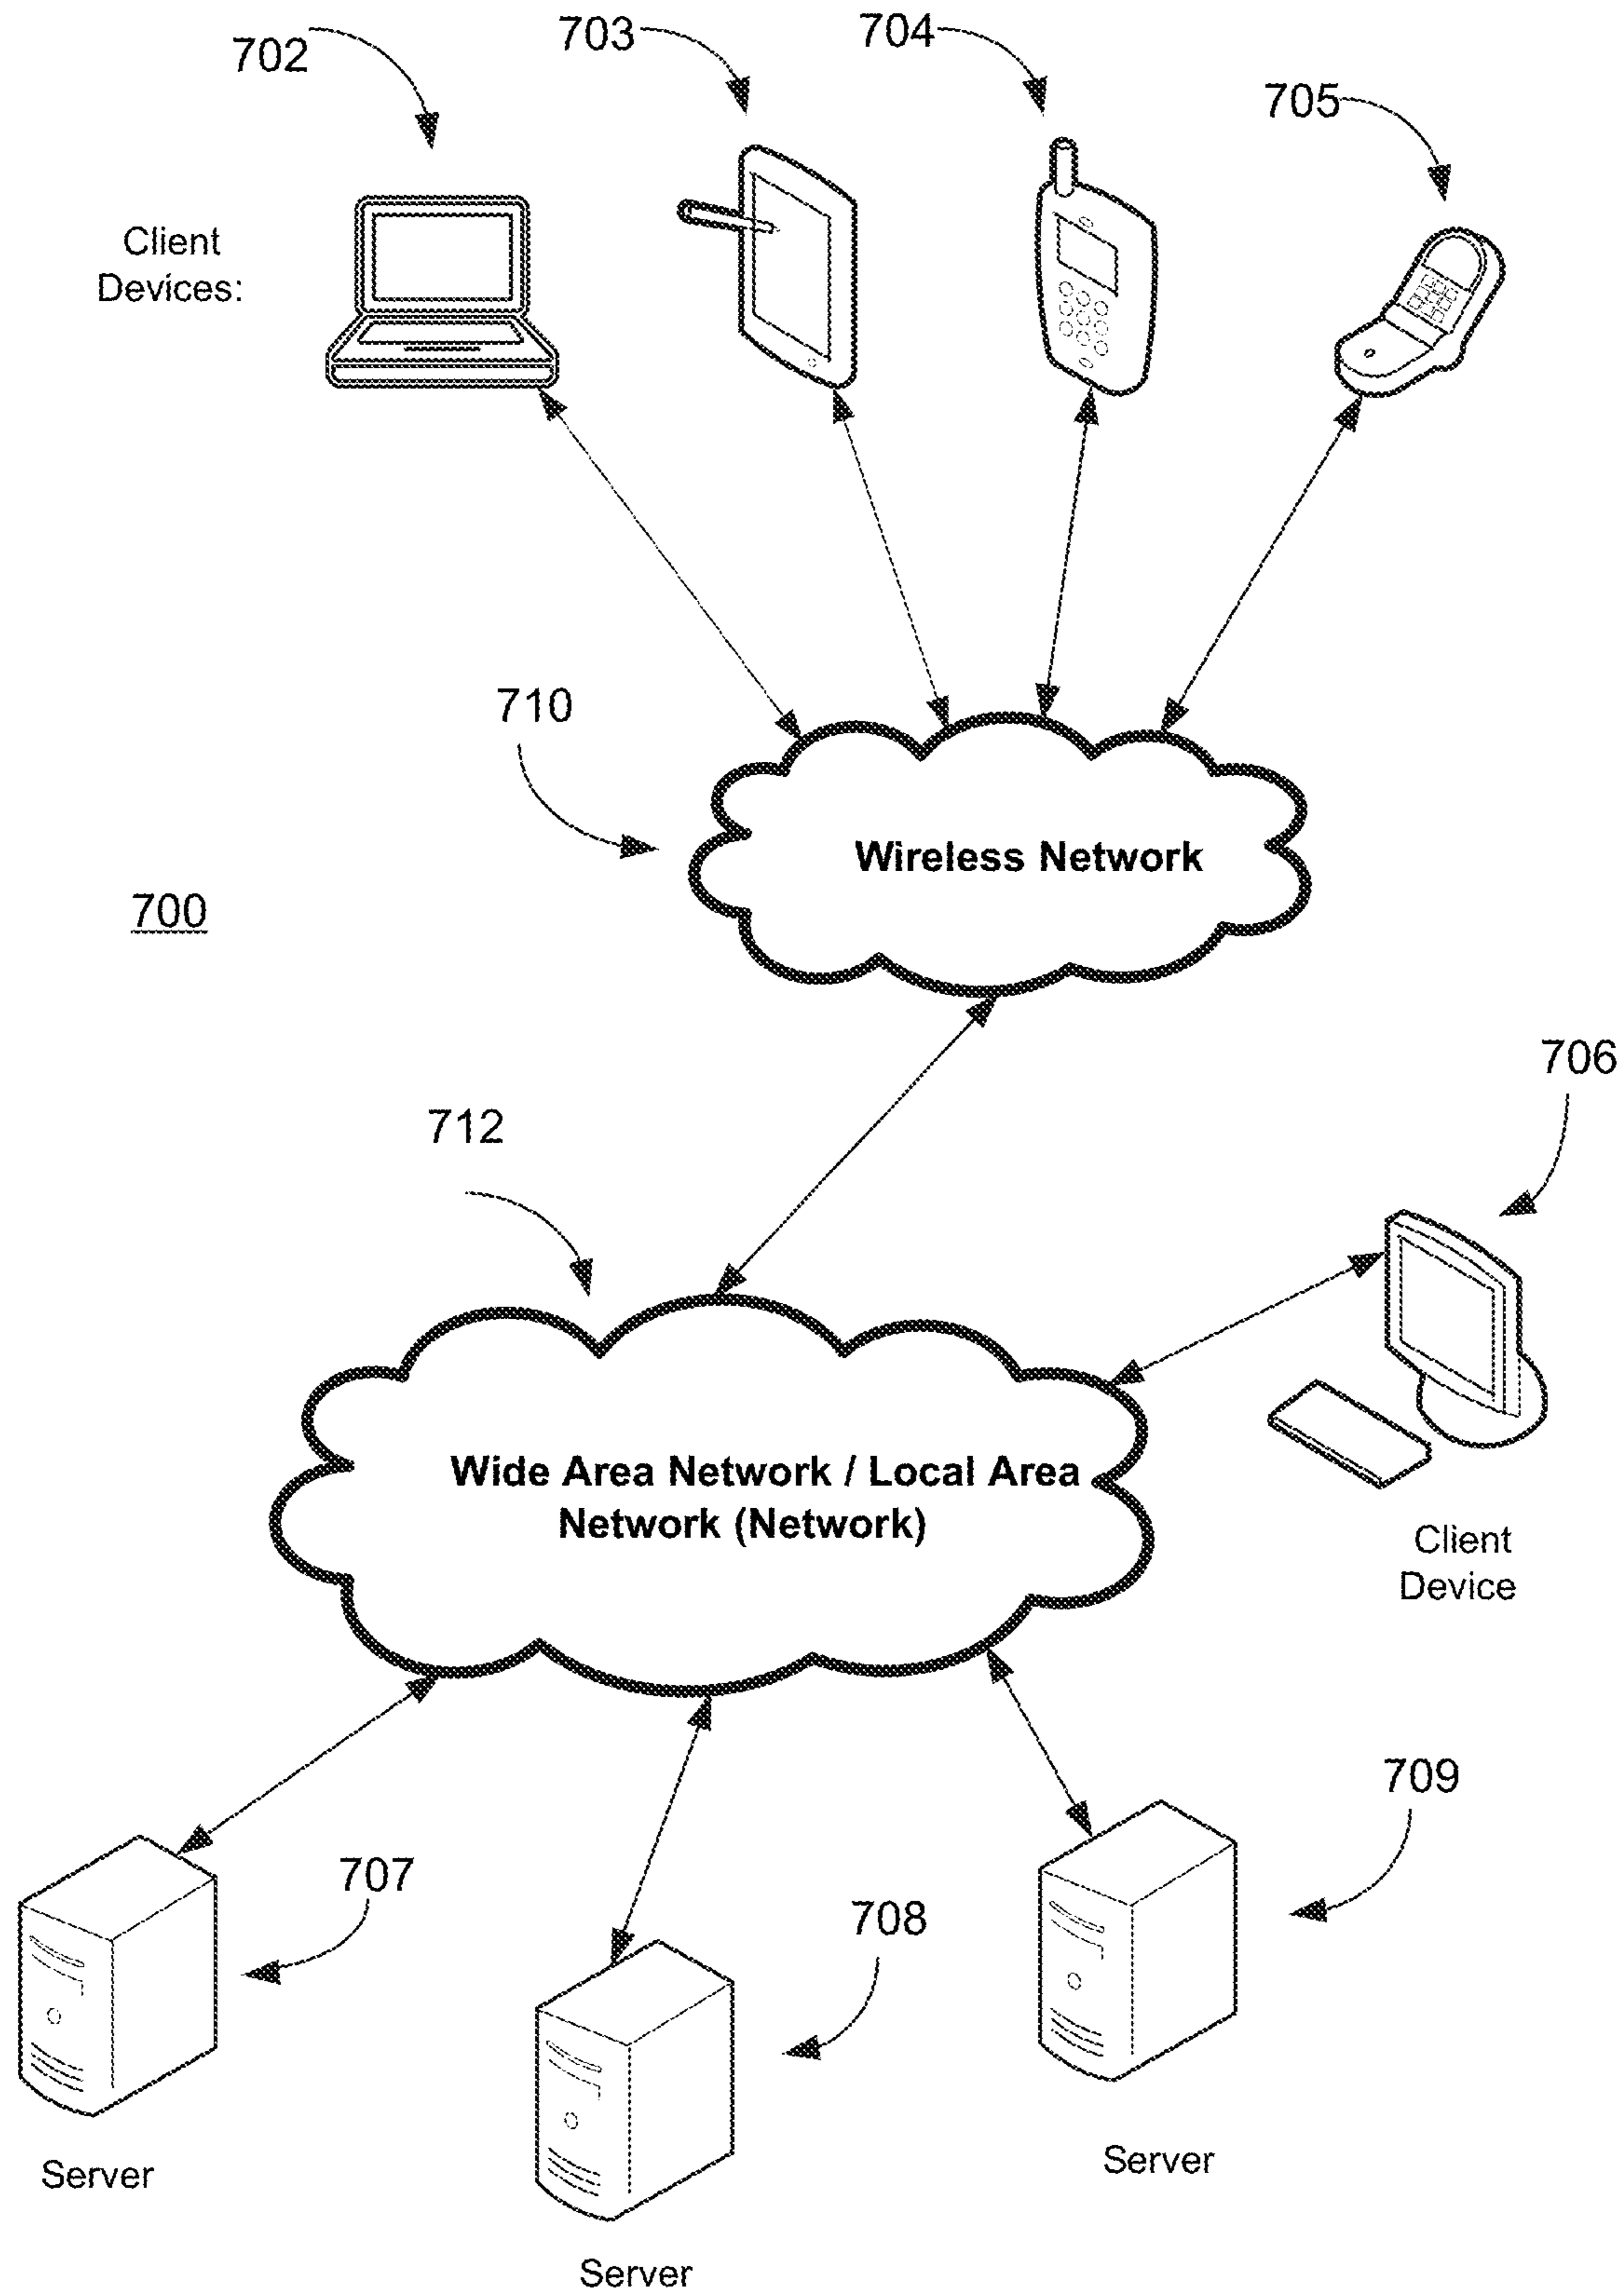 702
703
704
705
Client
Devices:
710
Wireless Network
700
706
712
Wide Area Network / Local Area
Network (Network)
Client
Device
709
707
708
Server
Server
Server